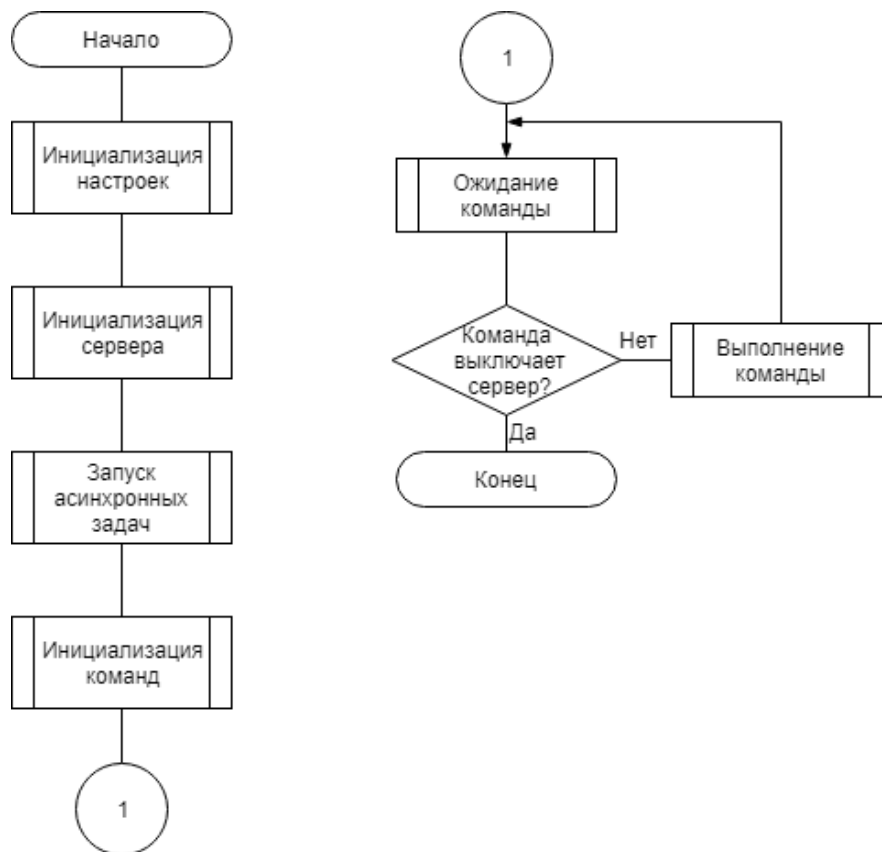 Начало
Инициализация
настроек
Инициализация
сервера
Запуск
асинхронных
задач
Инициализация
команд
1
1
Ожидание
команды
Команда
выключает
сервер?
Нет
Выполнение
команды
Да
Конец